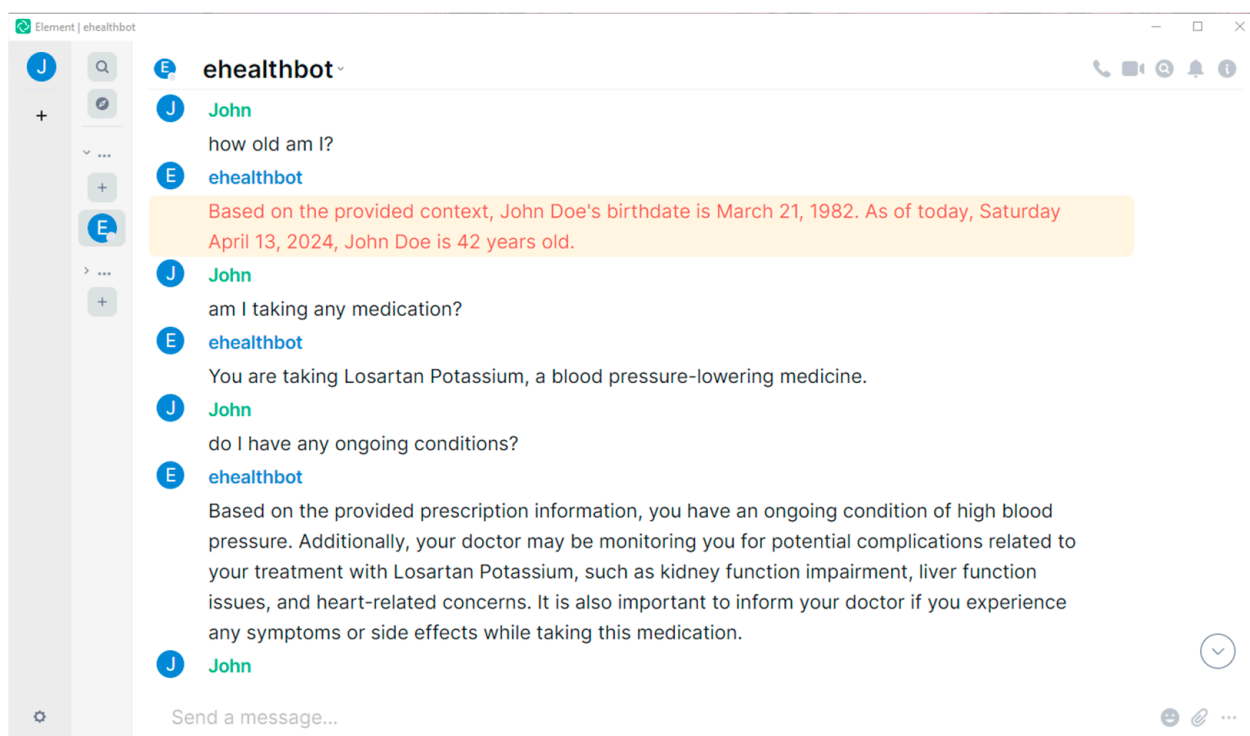 Element | ehealthbot
J
E ehealthbot
J John
how old am I?
E ehealthbot
Based on the provided context, John Doe's birthdate is March 21, 1982. As of today, Saturday
April 13, 2024, John Doe is 42 years old.
J John
am I taking any medication?
E ehealthbot
You are taking Losartan Potassium, a blood pressure-lowering medicine.
J John
do I have any ongoing conditions?
E ehealthbot
Based on the provided prescription information, you have an ongoing condition of high blood
pressure. Additionally, your doctor may be monitoring you for potential complications related to
your treatment with Losartan Potassium, such as kidney function impairment, liver function
issues, and heart-related concerns. It is also important to inform your doctor if you experience
any symptoms or side effects while taking this medication.
J John
E
Send a message...